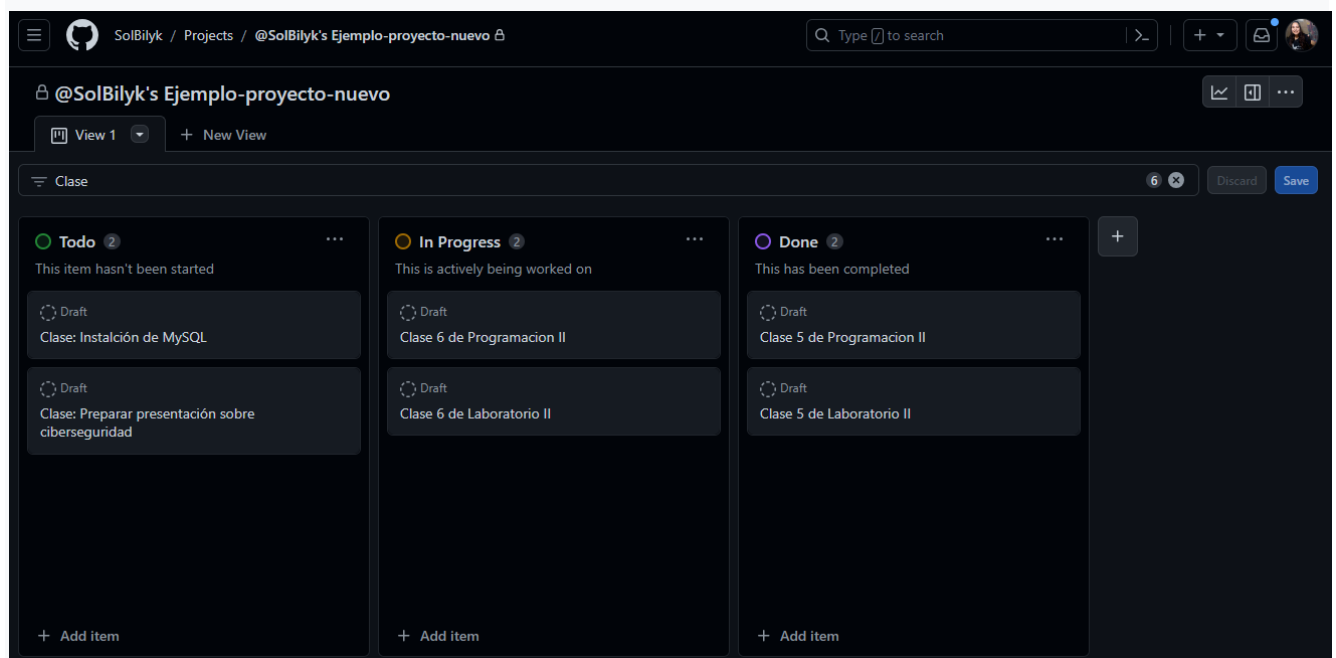 SolBilyk / Projects / @SolBilyk's Ejemplo-proyecto-nuevo
Type / to search
@SolBilyk's Ejemplo-proyecto-nuevo
View 1
+ New View
Clase
6
Discard
Save
Todo 2
This item hasn't been started
Draft
Clase: Instalción de MySQL
Draft
Clase: Preparar presentación sobre
ciberseguridad
+ Add item
In Progress 2
This is actively being worked on
Draft
Clase 6 de Programacion II
Draft
Clase 6 de Laboratorio II
+ Add item
Done 2
This has been completed
Draft
Clase 5 de Programacion II
Draft
Clase 5 de Laboratorio II
+ Add item